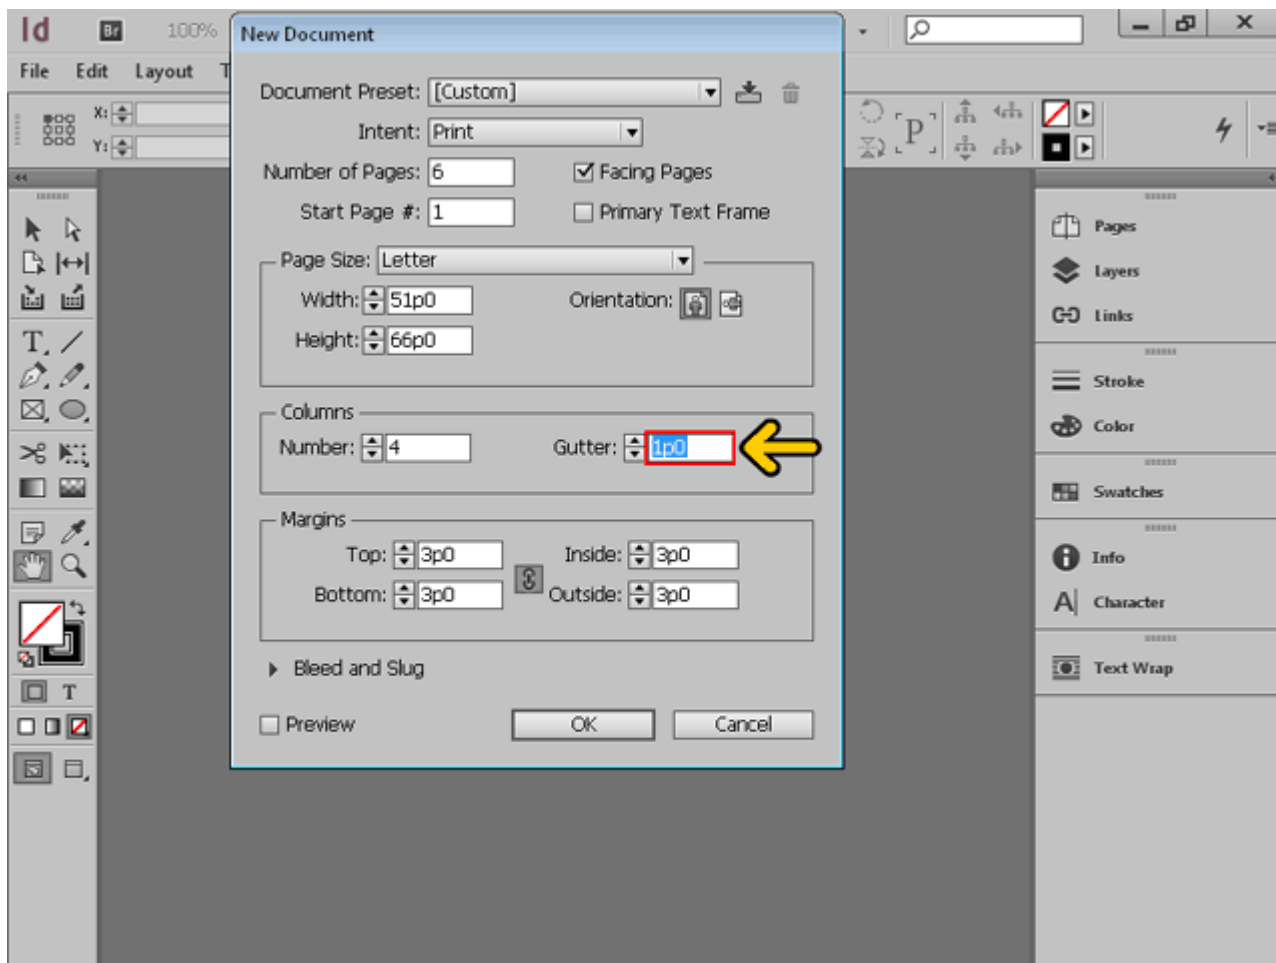 Id Br 100%
New Document
File Edit Layout T
Document Preset: [Custom]
X:
Intent: Print
Y:
P
Number of Pages: 6 Facing Pages
Start Page #: 1 Primary Text Frame
Pages
Page Size: Letter
Layers
Width: 51p0 Orientation:
Links
Height: 66p0
Stroke
Columns
Color
Number: 4 Gutter: 1p0
Swatches
Margins
Top: 3p0 Inside: 3p0
Info
Bottom: 3p0 Outside: 3p0
Character
Bleed and Slug
Text Wrap
Preview OK Cancel